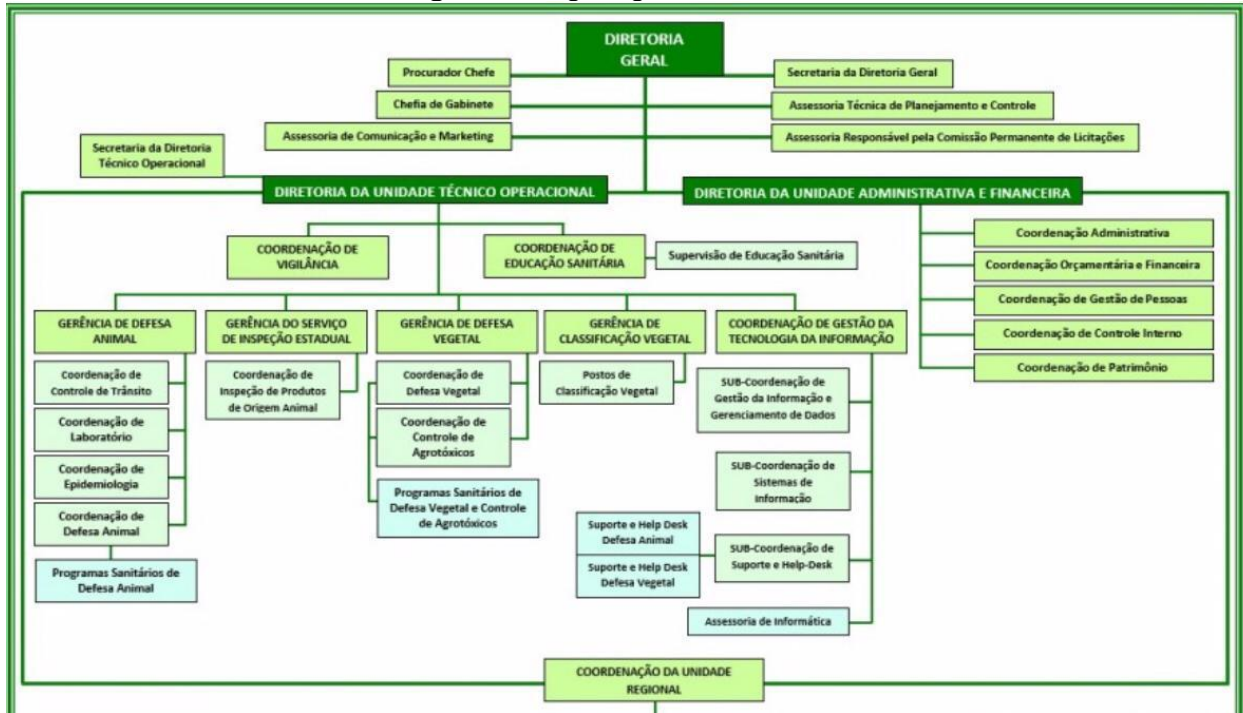 DIRETORIA
GERAL
Procurador Chefe
Secretaria da Diretoria Geral
Chefia de Gabinete
Assessoria Técnica de Planejamento e Controle
Assessoria de Comunicação e Marketing
Assessoria Responsável pela Comissão Permanente de Licitações
Secretaria da Diretoria
Técnico Operacional
DIRETORIA DA UNIDADE TÉCNICO OPERACIONAL
DIRETORIA DA UNIDADE ADMINISTRATIVA E FINANCEIRA
COORDENAÇÃO DE
VIGILÂNCIA
COORDENAÇÃO DE
EDUCAÇÃO SANITÁRIA
Supervisão de Educação Sanitária
Coordenação Administrativa
Coordenação Orçamentária e Financeira
Coordenação de Gestão de Pessoas
Coordenação de Controle Interno
Coordenação de Patrimônio
GERÊNCIA DE DEFESA
ANIMAL
Coordenação de
Controle de Trânsito
Coordenação de
Laboratório
Coordenação de
Epidemiologia
Coordenação de
Defesa Animal
Programas Sanitários de
Defesa Animal
GERÊNCIA DO SERVIÇO
DE INSPEÇÃO ESTADUAL
Coordenação de
Inspeção de Produtos
de Origem Animal
GERÊNCIA DE DEFESA
VEGETAL
Coordenação de
Defesa Vegetal
Coordenação de
Controle de
Agrotóxicos
Programas Sanitários de
Defesa Vegetal e Controle
de Agrotóxicos
GERÊNCIA DE
CLASSIFICAÇÃO VEGETAL
Postos de
Classificação Vegetal
COORDENAÇÃO DE GESTÃO DA
TECNOLOGIA DA INFORMAÇÃO
SUB-Coordenação de
Gestão da Informação e
Gerenciamento de Dados
SUB-Coordenação de
Sistemas de
Informação
SUB-Coordenação de
Suporte e Help-Desk
Suporte e Help Desk
Defesa Animal
Suporte e Help Desk
Defesa Vegetal
Assessoria de Informática
COORDENAÇÃO DA UNIDADE
REGIONAL